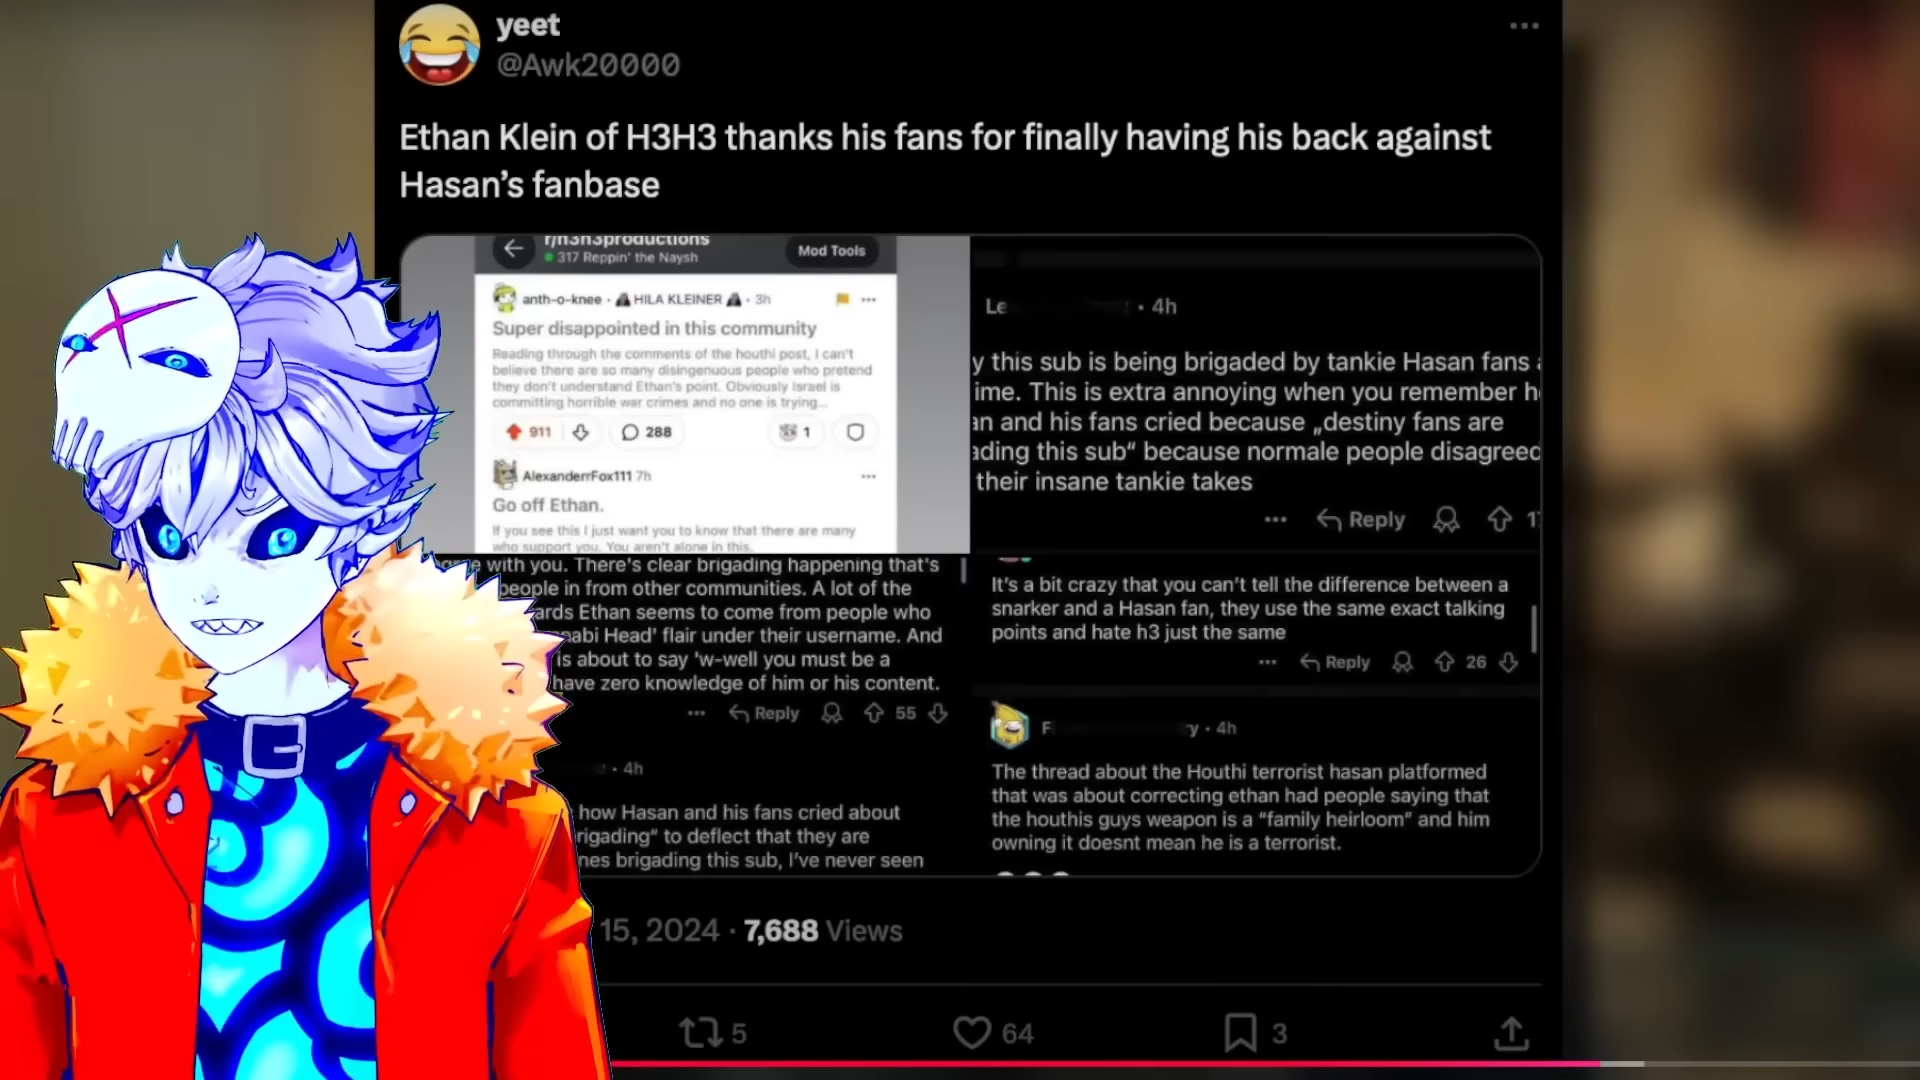 yeet
@Awk20000
Ethan Klein of H3H3 thanks his fans for finally having his back against
Hasan's fanbase
r/h3h3productions
317 Reppin' the Naysh
Mod Tools
anth-o-knee · HILA KLEINER · 3h
Super disappointed in this community
Reading through the comments of the houthi post, I can't
believe there are so many disingenuous people who pretend
they don't understand Ethan's point. Obviously Israel is
committing horrible war crimes and no one is trying...
911
288
1
AlexanderrFox111 7h
Go off Ethan.
If you see this I just want you to know that there are many
who support you. You aren't alone in this.
with you. There's clear brigading happening that's
people in from other communities. A lot of the
ards Ethan seems to come from people who
abi Head' flair under their username. And
is about to say 'w-well you must be a
have zero knowledge of him or his content.
Reply
55
· 4h
how Hasan and his fans cried about
rigading" to deflect that they are
nes brigading this sub, I've never seen
Le
· 4h
y this sub is being brigaded by tankie Hasan fans
ime. This is extra annoying when you remember h
an and his fans cried because „destiny fans are
ading this sub“ because normale people disagreed
their insane tankie takes
Reply
It's a bit crazy that you can't tell the difference between a
snarker and a Hasan fan, they use the same exact talking
points and hate h3 just the same
Reply
26
F
y · 4h
The thread about the Houthi terrorist hasan platformed
that was about correcting ethan had people saying that
the houthis guys weapon is a "family heirloom" and him
owning it doesnt mean he is a terrorist.
15, 2024 · 7,688 Views
5
64
3